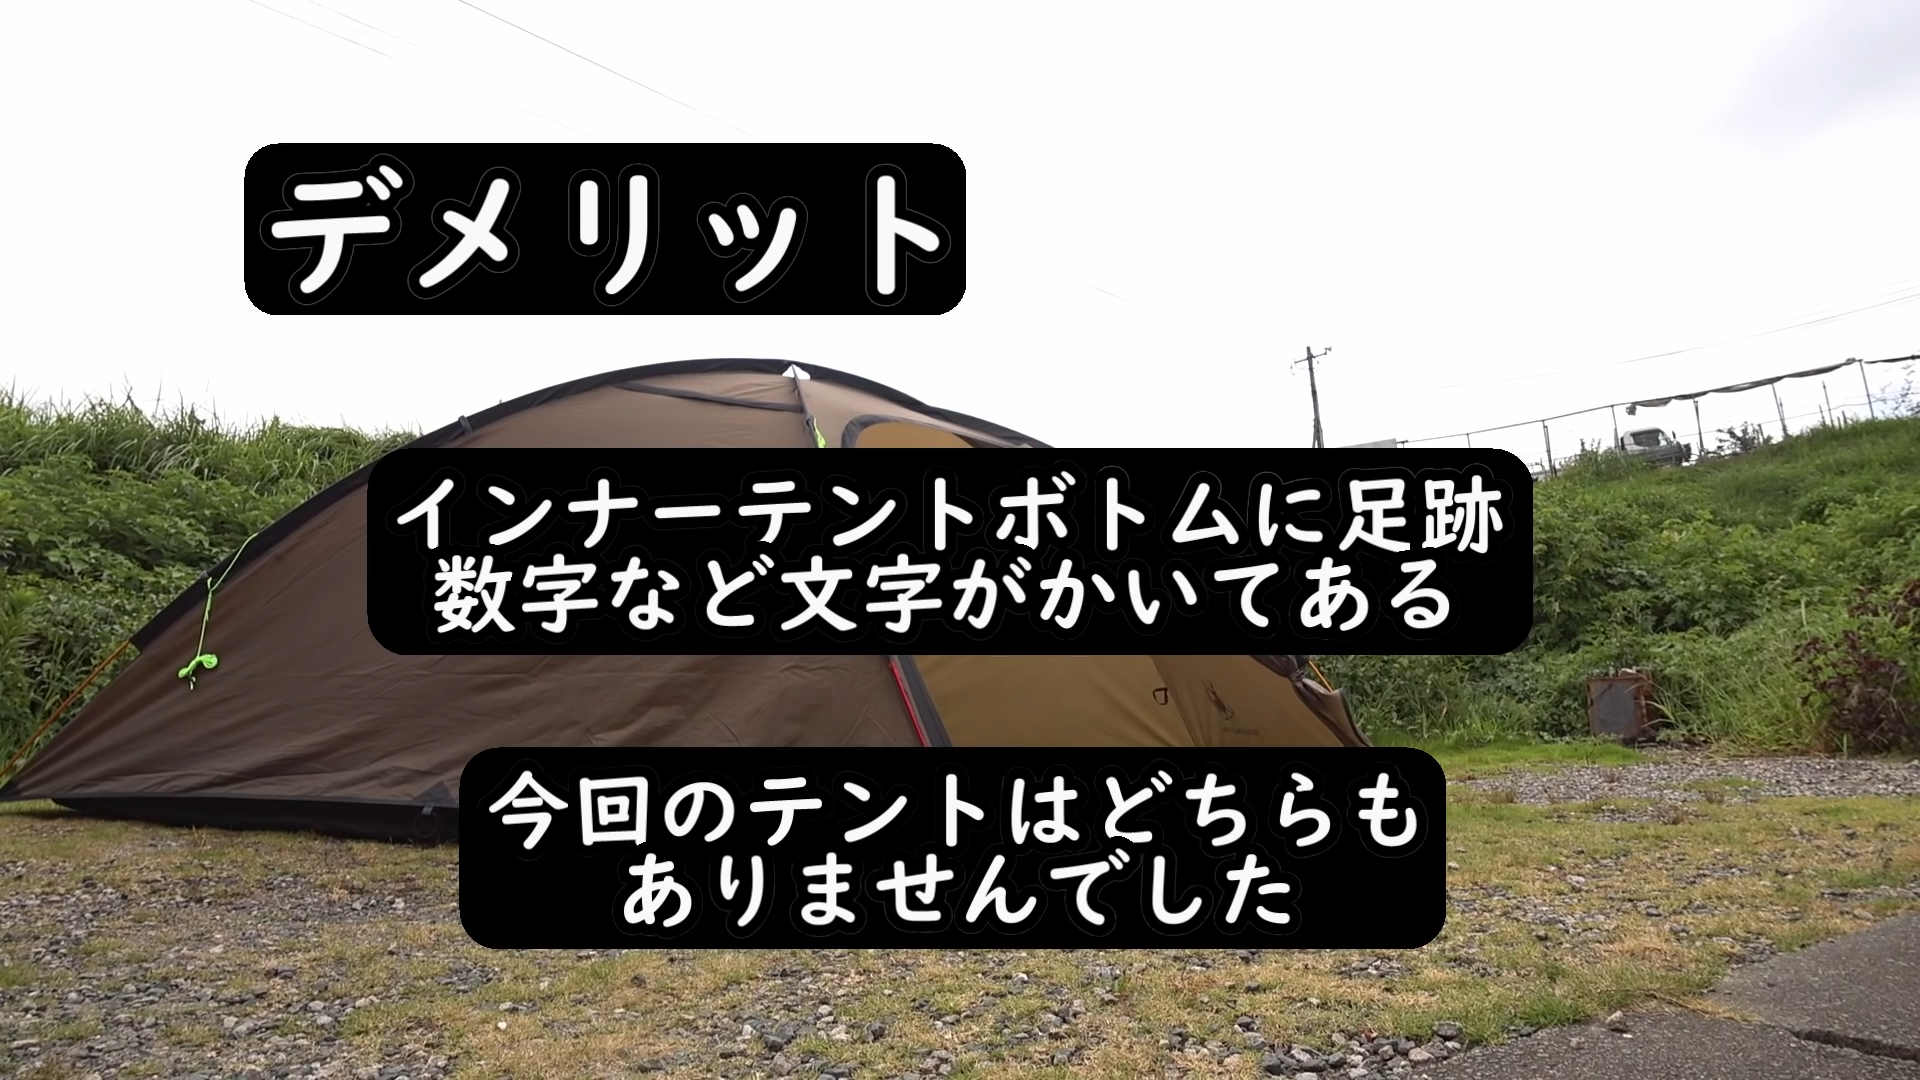 デメリット
インナーテントボトムに足跡
数字など文字がかいてある
今回のテントはどちらも
ありませんでした